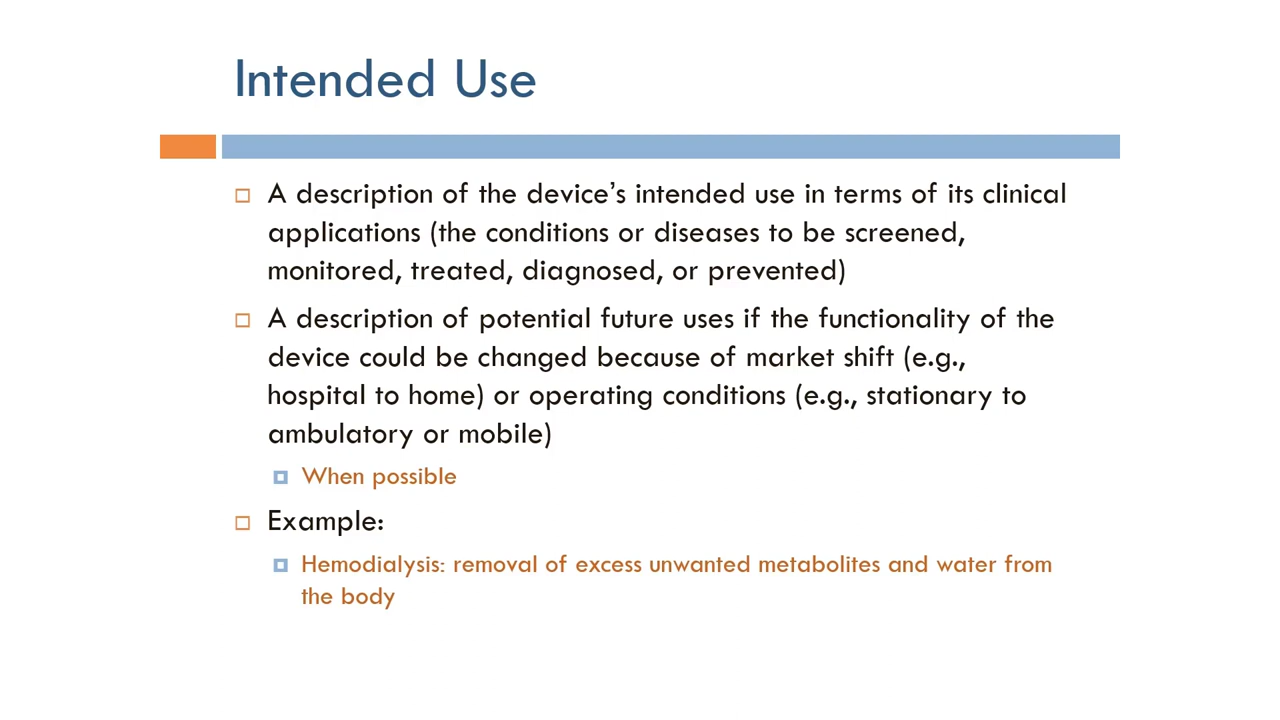 Intended Use
A description of the device’s intended use in terms of its clinical
applications (the conditions or diseases to be screened,
monitored, treated, diagnosed, or prevented)
A description of potential future uses if the functionality of the
device could be changed because of market shift (e.g.,
hospital to home) or operating conditions (e.g., stationary to
ambulatory or mobile)
When possible
Example:
Hemodialysis: removal of excess unwanted metabolites and water from
the body